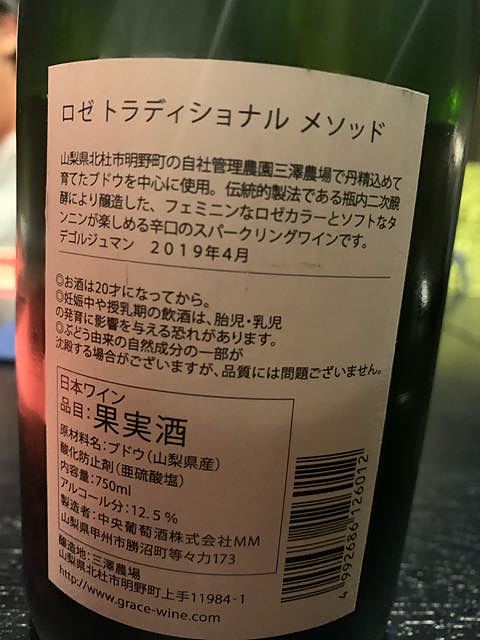 ロゼ トラディショナル メソッド
山梨県北杜市明野町の自社管理農園三澤農場で丹精込めて
育てたブドウを中心に使用。伝統的製法である瓶内二次醗
酵により醸造した、フェミニンなロゼカラーとソフトなタ
ンニンが楽しめる辛口のスパークリングワインです。
デゴルジュマン 2019年4月
◎お酒は20才になってから。
◎妊娠中や授乳期の飲酒は、胎児・乳児
の発育に影響を与える恐れがあります。
◎ぶどう由来の自然成分の一部が
沈殿する場合がございますが、品質には問題ございません。
日本ワイン
品目:果実酒
原材料名:ブドウ(山梨県産)
酸化防止剤(亜硫酸塩)
内容量:750ml
アルコール分:12.5%
製造者:中央葡萄酒株式会社MM
山梨県甲州市勝沼町等々力173
醸造地:三澤農場
山梨県北杜市明野町上手11984-1
http://www.grace-wine.com
4 992686 126012